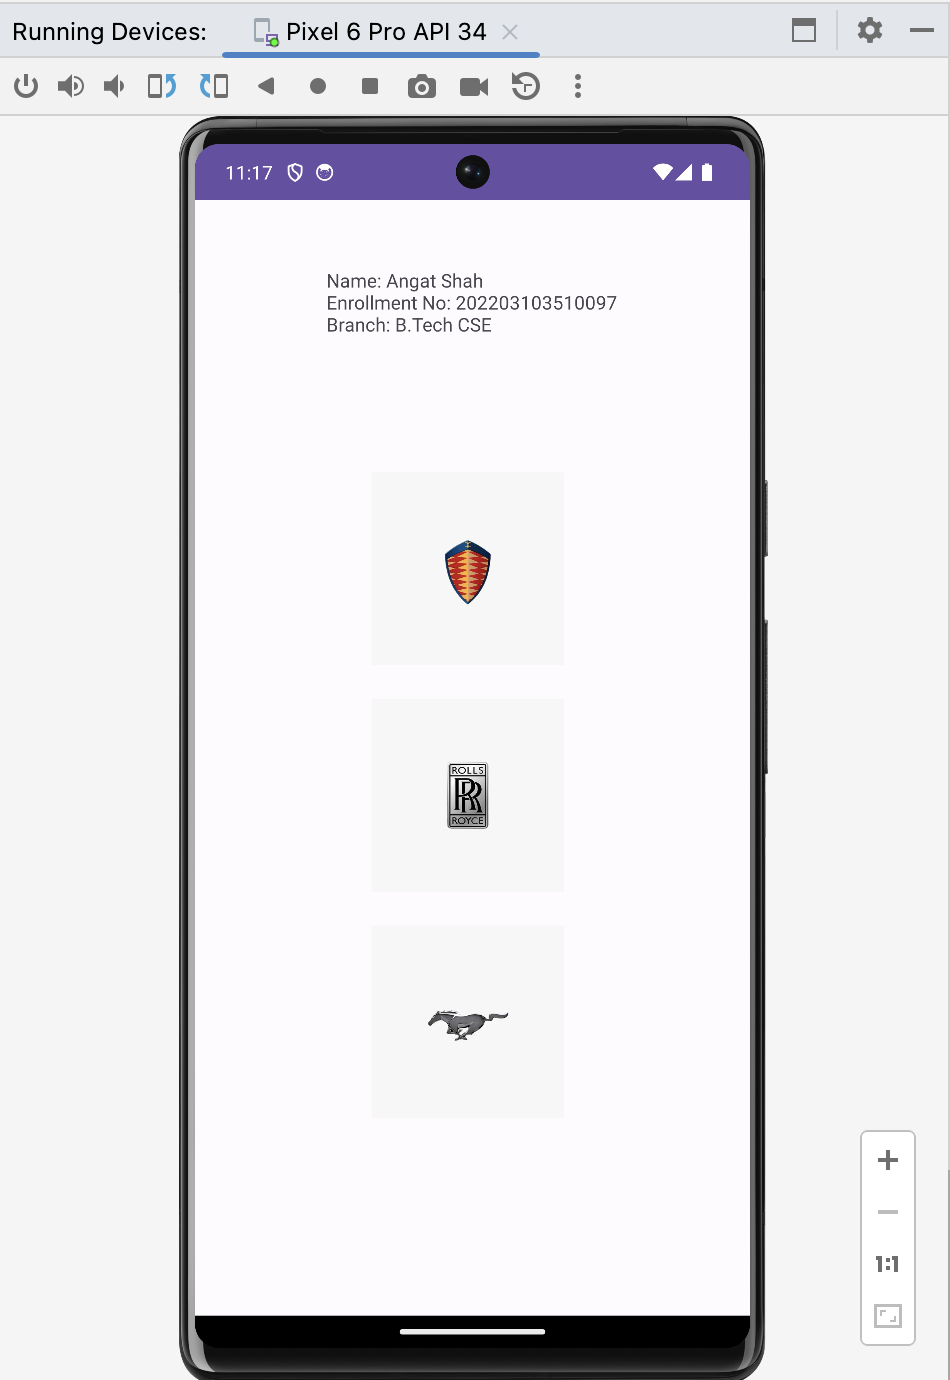 Running Devices: Pixel 6 Pro API 34
11:17
Name: Angat Shah
Enrollment No: 202203103510097
Branch: B.Tech CSE
ROLLS
RR
ROYCE
1:1